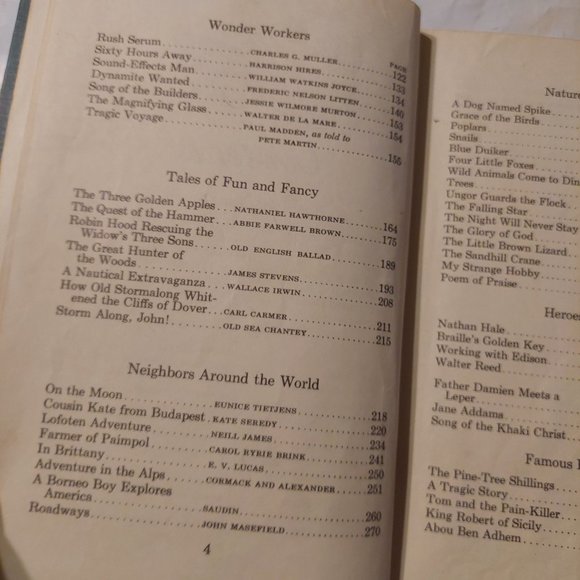 Wonder Workers
PAGE
Rush Serum........CHARLES G. MULLER........122
Sixty Hours Away........HARRISON HIRES........133
Sound-Effects Man........WILLIAM WATKINS JOYCE........134
Dynamite Wanted........FREDERIC NELSON LITTEN........140
Song of the Builders........JESSIE WILMORE MURTON........153
The Magnifying Glass........WALTER DE LA MARE........154
Tragic Voyage........PAUL MADDEN, as told to
PETE MARTIN........155
Tales of Fun and Fancy
The Three Golden Apples........NATHANIEL HAWTHORNE........164
The Quest of the Hammer........ABBIE FARWELL BROWN........175
Robin Hood Rescuing the
Widow's Three Sons........OLD ENGLISH BALLAD........189
The Great Hunter of
the Woods........JAMES STEVENS........193
A Nautical Extravaganza........WALLACE IRWIN........208
How Old Stormalong Whit-
ened the Cliffs of Dover........CARL CARMER........211
Storm Along, John!........OLD SEA CHANTEY........215
Neighbors Around the World
On the Moon........EUNICE TIETJENS........218
Cousin Kate from Budapest.KATE SEREDY........220
Lofoten Adventure........NEILL JAMES........234
Farmer of Paimpol........CAROL RYRIE BRINK........241
In Brittany........E. V. LUCAS........250
Adventure in the Alps........CORMACK AND ALEXANDER........251
A Borneo Boy Explores
America........SAUDIN........260
Roadways........JOHN MASEFIELD........270
4
Nature
A Dog Named Spike
Grace of the Birds
Poplars
Snails
Blue Duiker
Four Little Foxes
Wild Animals Come to Din
Trees
Ungor Guards the Flock
The Falling Star
The Night Will Never Stay
The Glory of God
The Little Brown Lizard
The Sandhill Crane
My Strange Hobby
Poem of Praise
Heroes
Nathan Hale
Braille's Golden Key
Working with Edison
Walter Reed
Father Damien Meets a
Leper
Jane Addams
Song of the Khaki Christ
Famous
The Pine-Tree Shillings
A Tragic Story
Tom and the Pain-Killer
King Robert of Sicily
Abou Ben Adhem